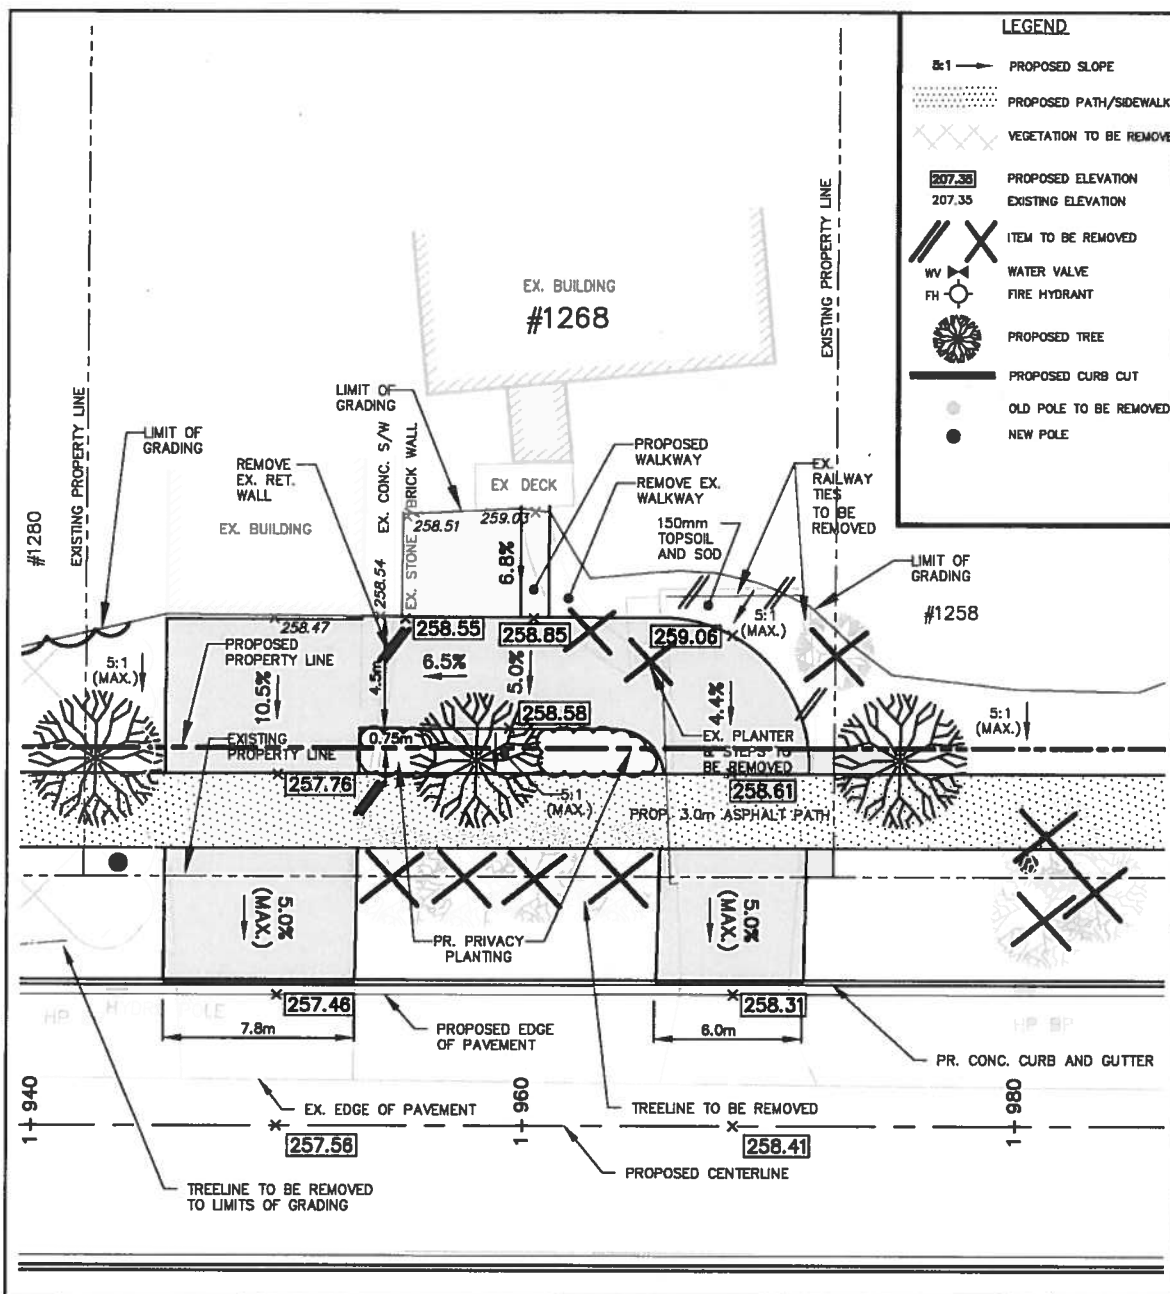 LEGEND
5:1
PROPOSED SLOPE
PROPOSED PATH/SIDEWALK
VEGETATION TO BE REMOVE
207.35
PROPOSED ELEVATION
207.35
EXISTING ELEVATION
ITEM TO BE REMOVED
WV
WATER VALVE
FH
FIRE HYDRANT
PROPOSED TREE
PROPOSED CURB CUT
OLD POLE TO BE REMOVED
NEW POLE
EXISTING PROPERTY LINE
EXISTING PROPERTY LINE
EX. BUILDING
#1268
LIMIT OF
GRADING
LIMIT OF
GRADING
REMOVE
EX. RET.
WALL
EX. BUILDING
#1280
EX. CONC. S/W
EX. STONE BRICK WALL
EX DECK
PROPOSED
WALKWAY
REMOVE EX.
WALKWAY
EX.
RAILWAY
TIES
TO BE
REMOVED
150mm
TOPSOIL
AND SOD
LIMIT OF
GRADING
#1258
258.51
259.03
6.8%
258.54
258.47
258.55
258.85
259.06
5:1
(MAX.)
PROPOSED
PROPERTY LINE
5:1
(MAX.)
4.5m
6.5%
5.0%
10.5%
4.4%
258.58
EXISTING
PROPERTY LINE
0.75m
EX. PLANTER
& STEPS TO
BE REMOVED
5:1
(MAX.)
257.76
5:1
(MAX.)
258.61
PROP. 3.0m ASPHALT PATH
5.0%
(MAX.)
5.0%
(MAX.)
PR. PRIVACY
PLANTING
257.46
258.31
HP
POLE
HP BP
7.8m
6.0m
PROPOSED EDGE
OF PAVEMENT
PR. CONC. CURB AND GUTTER
EX. EDGE OF PAVEMENT
TREELINE TO BE REMOVED
1 940
1 960
1 980
257.56
258.41
PROPOSED CENTERLINE
TREELINE TO BE REMOVED
TO LIMITS OF GRADING